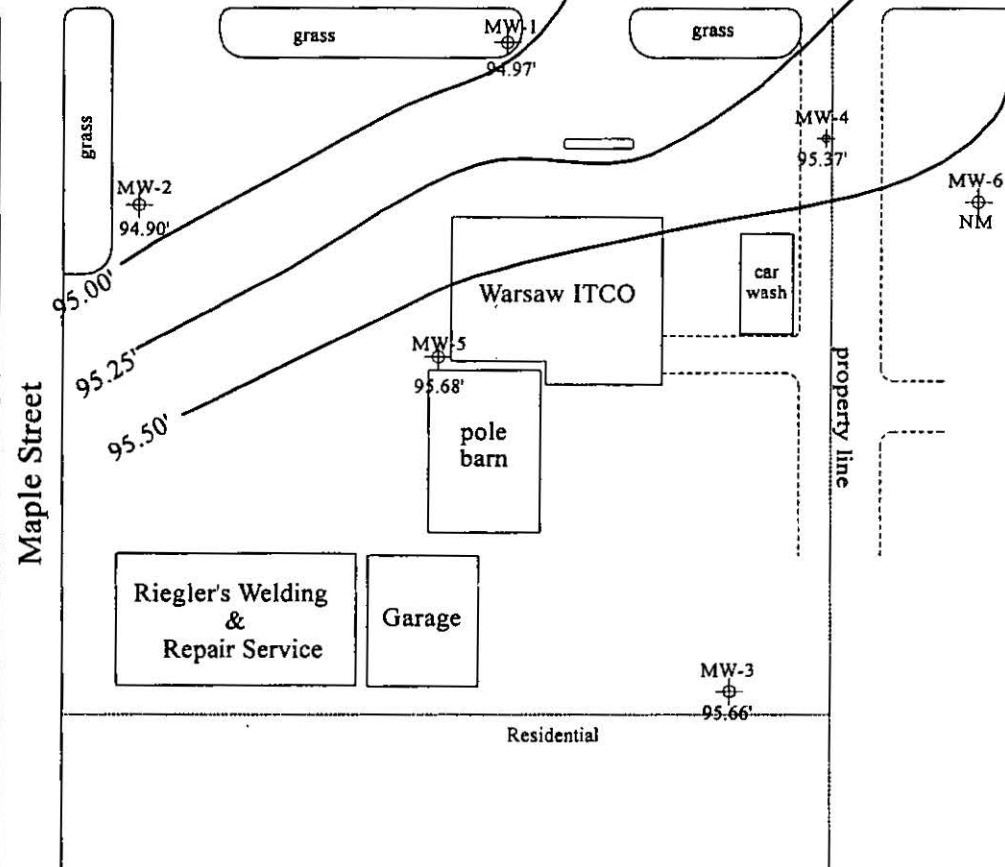 MW-1
grass
grass
94.97'
grass
MW-4
95.37'
MW-2
94.90'
MW-6
NM
95.00'
car
wash
Warsaw ITCO
95.25'
MW-5
95.68'
95.50'
property line
pole
barn
Maple Street
Riegler's Welding
&
Repair Service
Garage
MW-3
95.66'
Residential